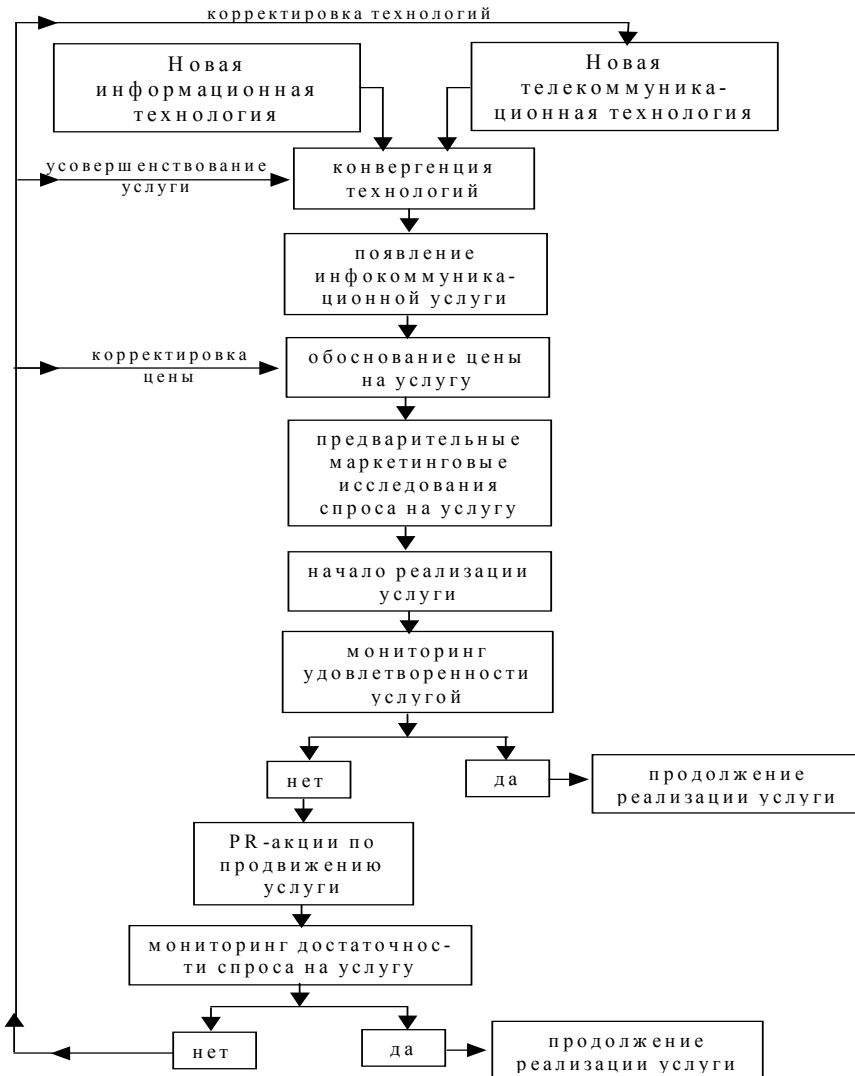 корректировка технологий
Новая
информационная
технология
Новая
телекоммуника-
ционная технология
усовершенствование
услуги
конвергенция
технологий
появление
инфокоммуника-
ционной услуги
корректировка
цены
обоснование цены
на услугу
предварительные
маркетинговые
исследования
спроса на услугу
начало реализации
услуги
мониторинг
удовлетворенности
услугой
нет
да
продолжение
реализации услуги
PR-акции по
продвижению
услуги
мониторинг достаточнос-
ти спроса на услугу
нет
да
продолжение
реализации услуги